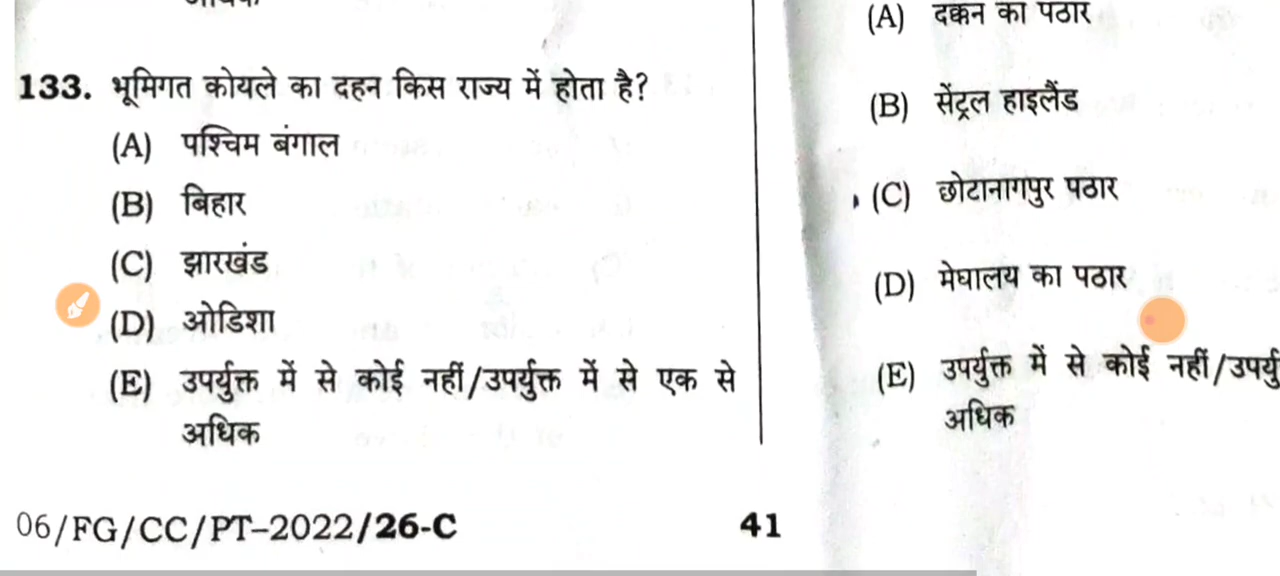 133. भूमिगत कोयले का दहन किस राज्य में होता है?
(A) पश्चिम बंगाल
(B) बिहार
(C) झारखंड
(D) ओडिशा
(E) उपर्युक्त में से कोई नहीं/उपर्युक्त में से एक से
अधिक
(A) दक्कन का पठार
(B) सेंट्रल हाइलैंड
(C) छोटानागपुर पठार
(D) मेघालय का पठार
(E) उपर्युक्त में से कोई नहीं/उपर्यु
अधिक
06/FG/CC/PT–2022/26-C
41